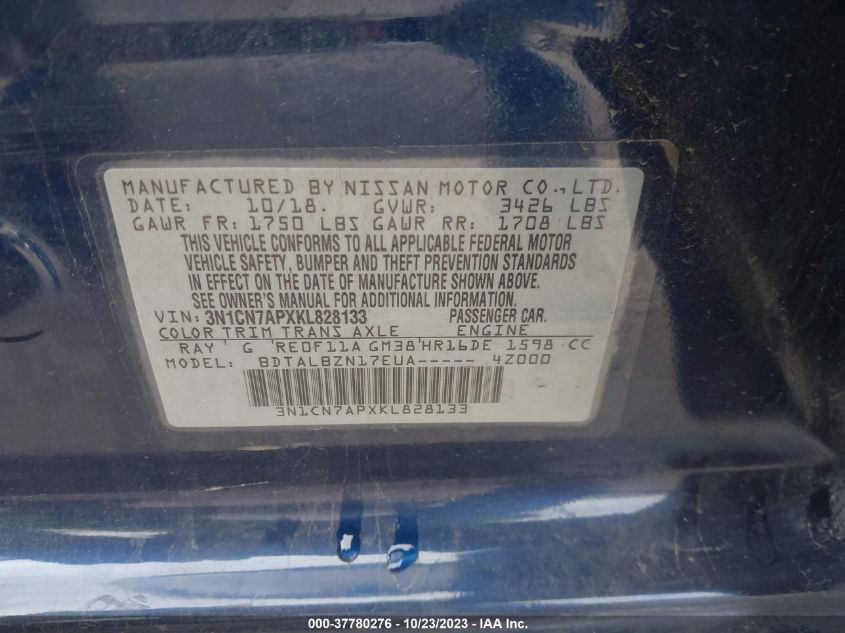 MANUFACTURED BY NISSAN MOTOR CO., LTD.
DATE: 10/18. GVWR: 3426 LBS
GAWR FR: 1750 LBS GAWR RR: 1708 LBS
THIS VEHICLE CONFORMS TO ALL APPLICABLE FEDERAL MOTOR
VEHICLE SAFETY, BUMPER AND THEFT PREVENTION STANDARDS
IN EFFECT ON THE DATE OF MANUFACTURE SHOWN ABOVE.
SEE OWNER'S MANUAL FOR ADDITIONAL INFORMATION.
VIN: 3N1CN7APXKL828133 PASSENGER CAR.
COLOR TRIM TRANS AXLE ENGINE
RAY ' G 'RE0F11A GM38'HR16DE 1598 CC
MODEL: BDTALBZN17EUA----- 4Z000
3N1CN7APXKL828133
000-37780276 - 10/23/2023 - IAA Inc.